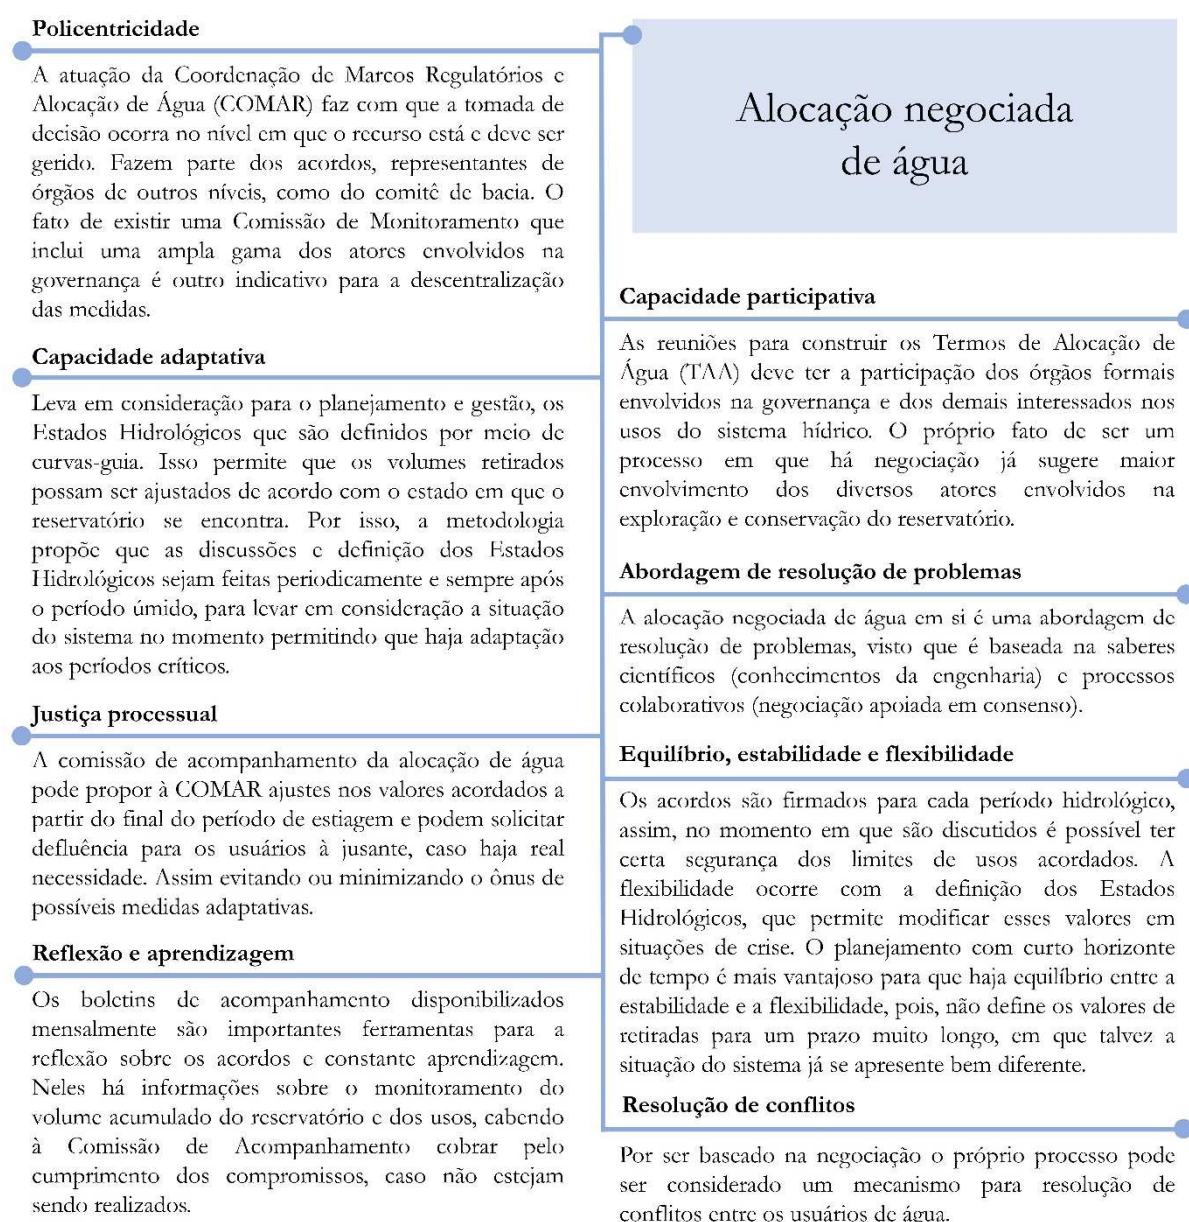 Policentricidade
A atuação da Coordenação de Marcos Regulatórios e
Alocação de Água (COMAR) faz com que a tomada de
decisão ocorra no nível em que o recurso está e deve ser
gerido. Fazem parte dos acordos, representantes de
órgãos de outros níveis, como do comitê de bacia. O
fato de existir uma Comissão de Monitoramento que
inclui uma ampla gama dos atores envolvidos na
governança é outro indicativo para a descentralização
das medidas.
Capacidade adaptativa
Leva em consideração para o planejamento e gestão, os
Estados Hidrológicos que são definidos por meio de
curvas-guia. Isso permite que os volumes retirados
possam ser ajustados de acordo com o estado em que o
reservatório se encontra. Por isso, a metodologia
propõe que as discussões e definição dos Estados
Hidrológicos sejam feitas periodicamente e sempre após
o período úmido, para levar em consideração a situação
do sistema no momento permitindo que haja adaptação
aos períodos críticos.
Justiça processual
A comissão de acompanhamento da alocação de água
pode propor à COMAR ajustes nos valores acordados a
partir do final do período de estiagem e podem solicitar
defluência para os usuários à jusante, caso haja real
necessidade. Assim evitando ou minimizando o ônus de
possíveis medidas adaptativas.
Reflexão e aprendizagem
Os boletins de acompanhamento disponibilizados
mensalmente são importantes ferramentas para a
reflexão sobre os acordos e constante aprendizagem.
Neles há informações sobre o monitoramento do
volume acumulado do reservatório e dos usos, cabendo
à Comissão de Acompanhamento cobrar pelo
cumprimento dos compromissos, caso não estejam
sendo realizados.
Alocação negociada
de água
Capacidade participativa
As reuniões para construir os Termos de Alocação de
Água (TAA) deve ter a participação dos órgãos formais
envolvidos na governança e dos demais interessados nos
usos do sistema hídrico. O próprio fato de ser um
processo em que há negociação já sugere maior
envolvimento dos diversos atores envolvidos na
exploração e conservação do reservatório.
Abordagem de resolução de problemas
A alocação negociada de água em si é uma abordagem de
resolução de problemas, visto que é baseada na saberes
científicos (conhecimentos da engenharia) e processos
colaborativos (negociação apoiada em consenso).
Equilíbrio, estabilidade e flexibilidade
Os acordos são firmados para cada período hidrológico,
assim, no momento em que são discutidos é possível ter
certa segurança dos limites de usos acordados. A
flexibilidade ocorre com a definição dos Estados
Hidrológicos, que permite modificar esses valores em
situações de crise. O planejamento com curto horizonte
de tempo é mais vantajoso para que haja equilíbrio entre a
estabilidade e a flexibilidade, pois, não define os valores de
retiradas para um prazo muito longo, em que talvez a
situação do sistema já se apresente bem diferente.
Resolução de conflitos
Por ser baseado na negociação o próprio processo pode
ser considerado um mecanismo para resolução de
conflitos entre os usuários de água.